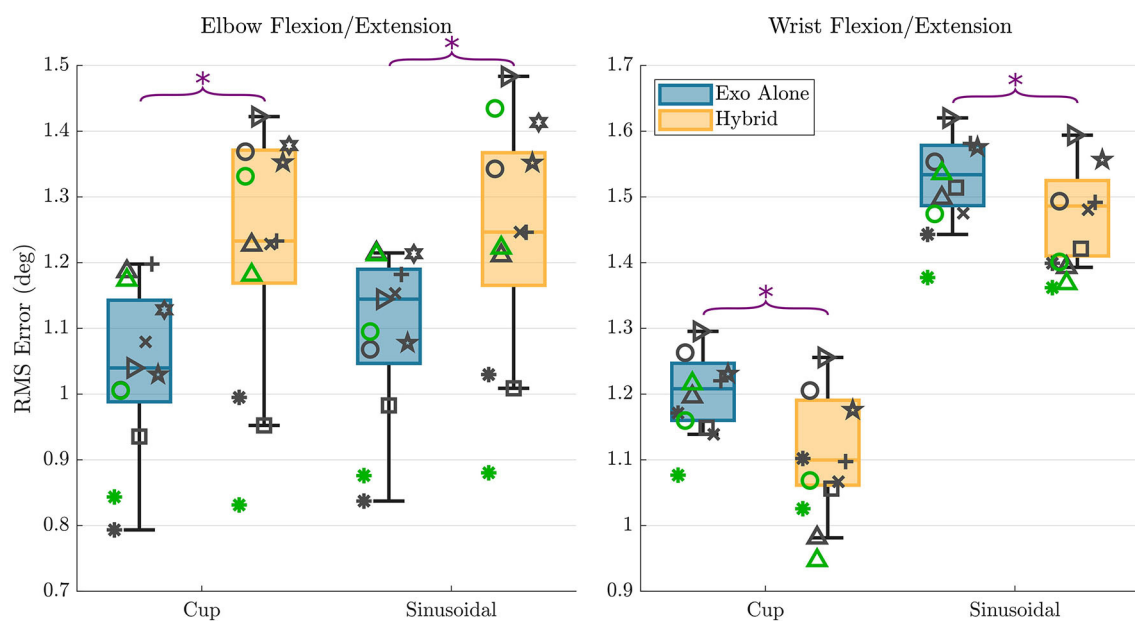 Elbow Flexion/Extension
Wrist Flexion/Extension
RMS Error (deg)
1.5
1.4
1.3
1.2
1.1
1
0.9
0.8
0.7
*
*
Cup
Sinusoidal
1.7
1.6
1.5
1.4
1.3
1.2
1.1
1
0.9
Exo Alone
Hybrid
*
*
Cup
Sinusoidal